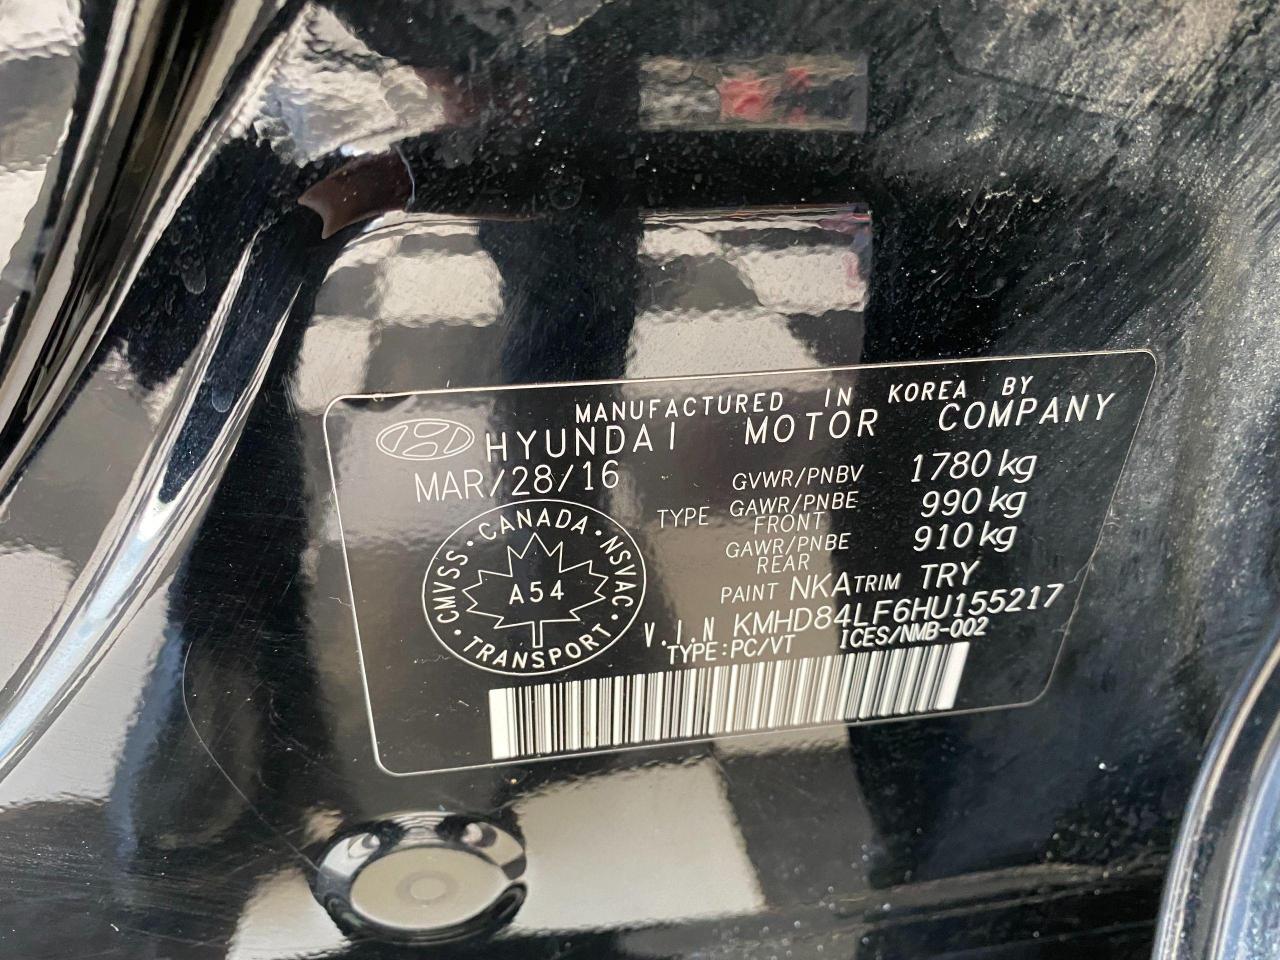 MANUFACTURED IN KOREA BY
HYUNDAI MOTOR COMPANY
MAR/28/16
GVWR/PNBV 1780 kg
TYPE GAWR/PNBE FRONT 990 kg
GAWR/PNBE REAR 910 kg
PAINT NKA TRIM TRY
V.I.N KMHD84LF6HU155217
TYPE:PC/VT ICES/NMB-002
CMVSS · CANADA · NSVAC · TRANSPORT ·
A54